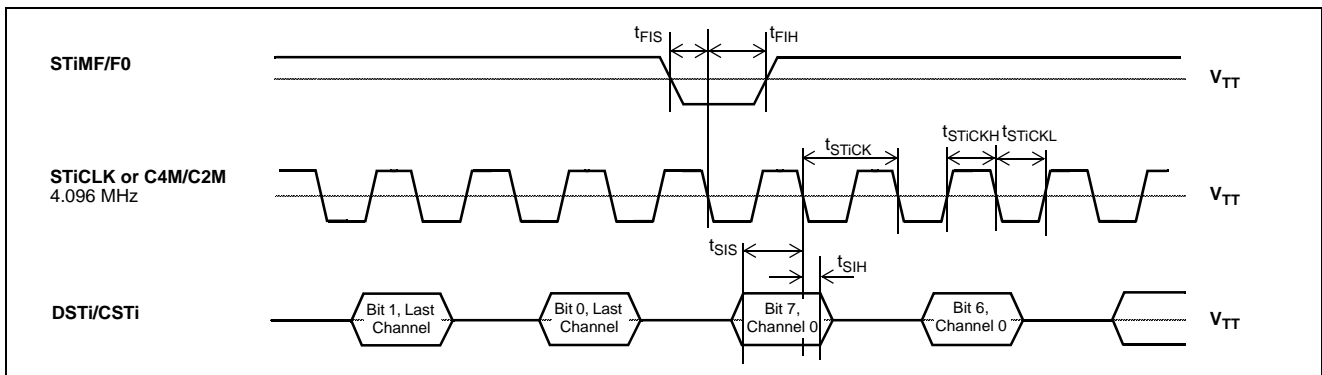 tFIS tFIH
STiMF/F0
VTT
tSTiCK tSTiCKH tSTiCKL
STiCLK or C4M/C2M
4.096 MHz
VTT
tSIS
tSIH
DSTi/CSTi
Bit 1, Last
Channel
Bit 0, Last
Channel
Bit 7,
Channel 0
Bit 6,
Channel 0
VTT